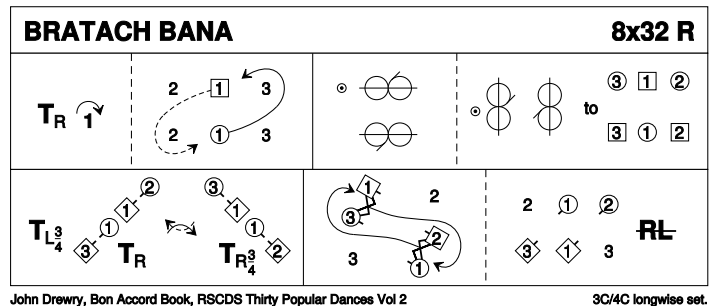 BRATACH BANA 8x32 R
TR 1 2 1 3 to 3 1 2
2 1 3 3 1 2
2 3 1 2 2 1 2
1 1 3
TL3/4 3 TR 1 TR3/4 2 3 1 2 3 1 3 RL
John Drewry, Bon Accord Book, RSCDS Thirty Popular Dances Vol 2 3C/4C longwise set.